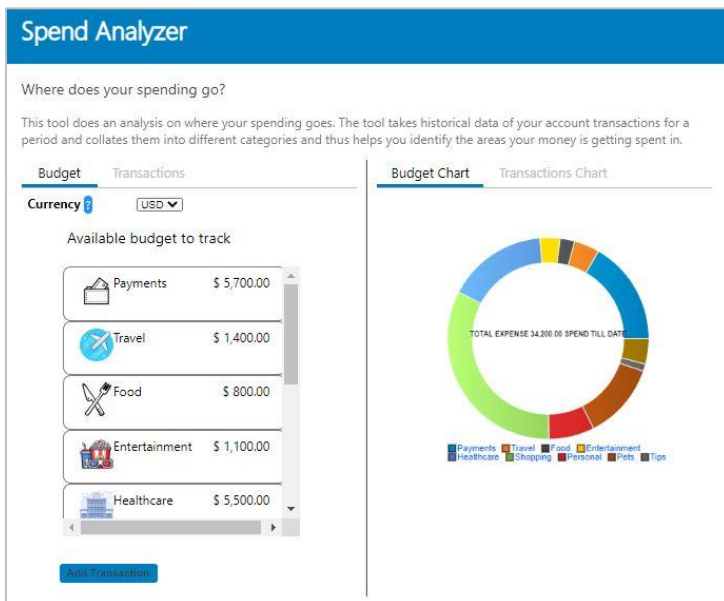 Spend Analyzer
Where does your spending go?
This tool does an analysis on where your spending goes. The tool takes historical data of your account transactions for a
period and collates them into different categories and thus helps you identify the areas your money is getting spent in.
Budget Transactions
Currency ? USD
Available budget to track
Payments $ 5,700.00
Travel $ 1,400.00
Food $ 800.00
Entertainment $ 1,100.00
Healthcare $ 5,500.00
Add Transaction
Budget Chart Transactions Chart
TOTAL EXPENSE 34,200.00 SPEND TILL DATE
Payments Travel Food Entertainment
Healthcare Shopping Personal Pets Tips